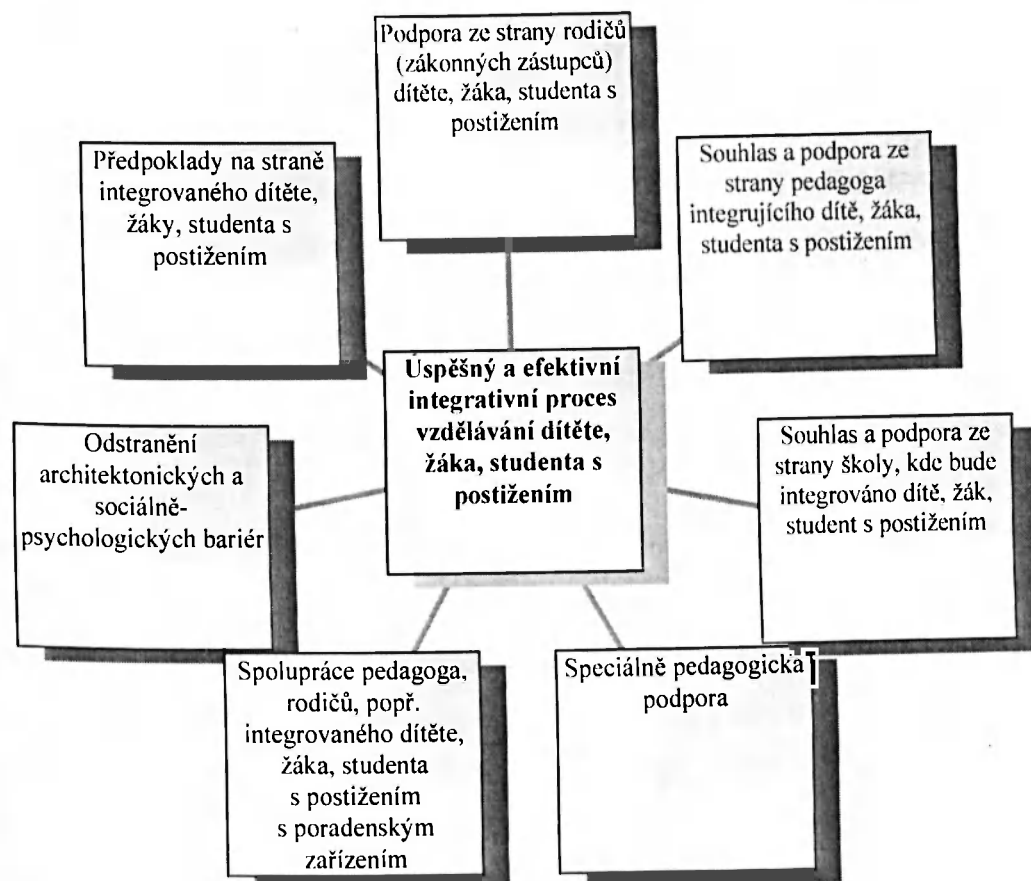 Podpora ze strany rodičů
(zákonných zástupců)
dítěte, žáka, studenta s
postižením
Předpoklady na straně
integrovaného dítěte,
žáky, studenta s
postižením
Souhlas a podpora ze
strany pedagoga
integrujícího dítě, žáka,
studenta s postižením
Úspěšný a efektivní
integrativní proces
vzdělávání dítěte,
žáka, studenta s
postižením
Odstranění
architektonických a
sociálně-
psychologických bariér
Souhlas a podpora ze
strany školy, kde bude
integrováno dítě, žák,
student s postižením
Spolupráce pedagoga,
rodičů, popř.
integrovaného dítěte,
žáka, studenta
s postižením
s poradenským
zařízením
Speciálně pedagogická
podpora